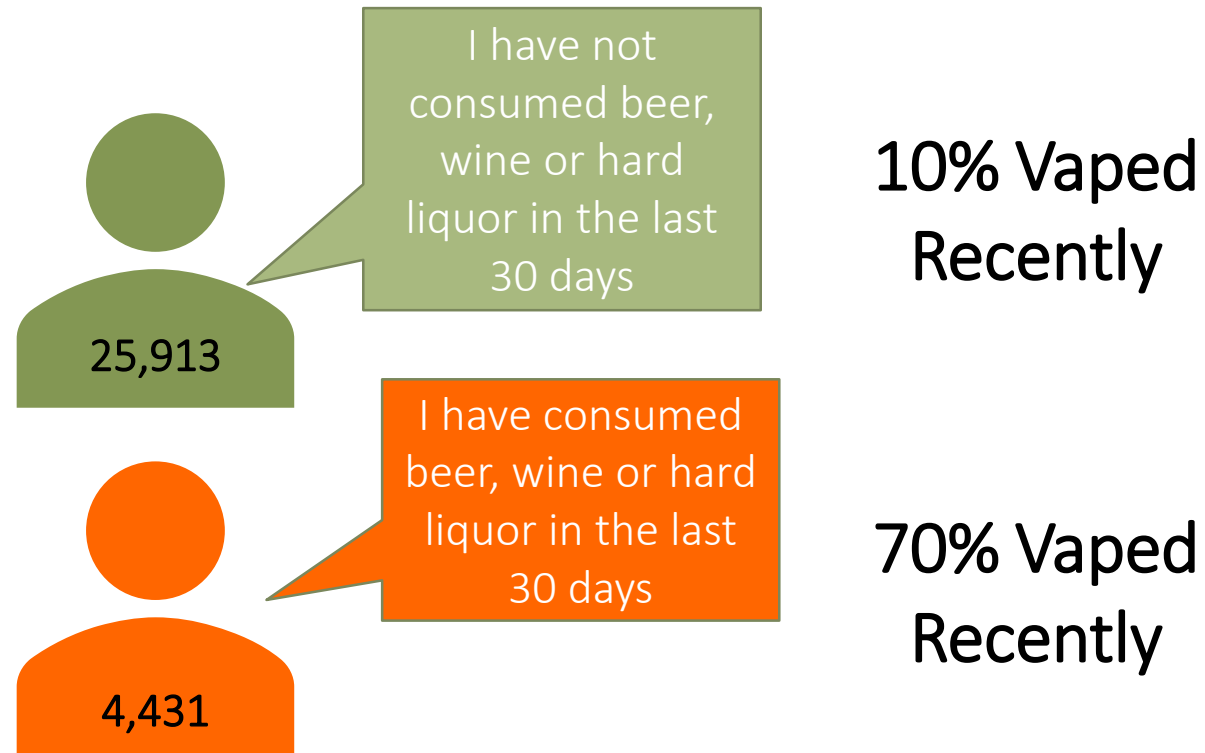 I have not
consumed beer,
wine or hard
liquor in the last
30 days
10% Vaped
Recently
25,913
I have consumed
beer, wine or hard
liquor in the last
30 days
70% Vaped
Recently
4,431